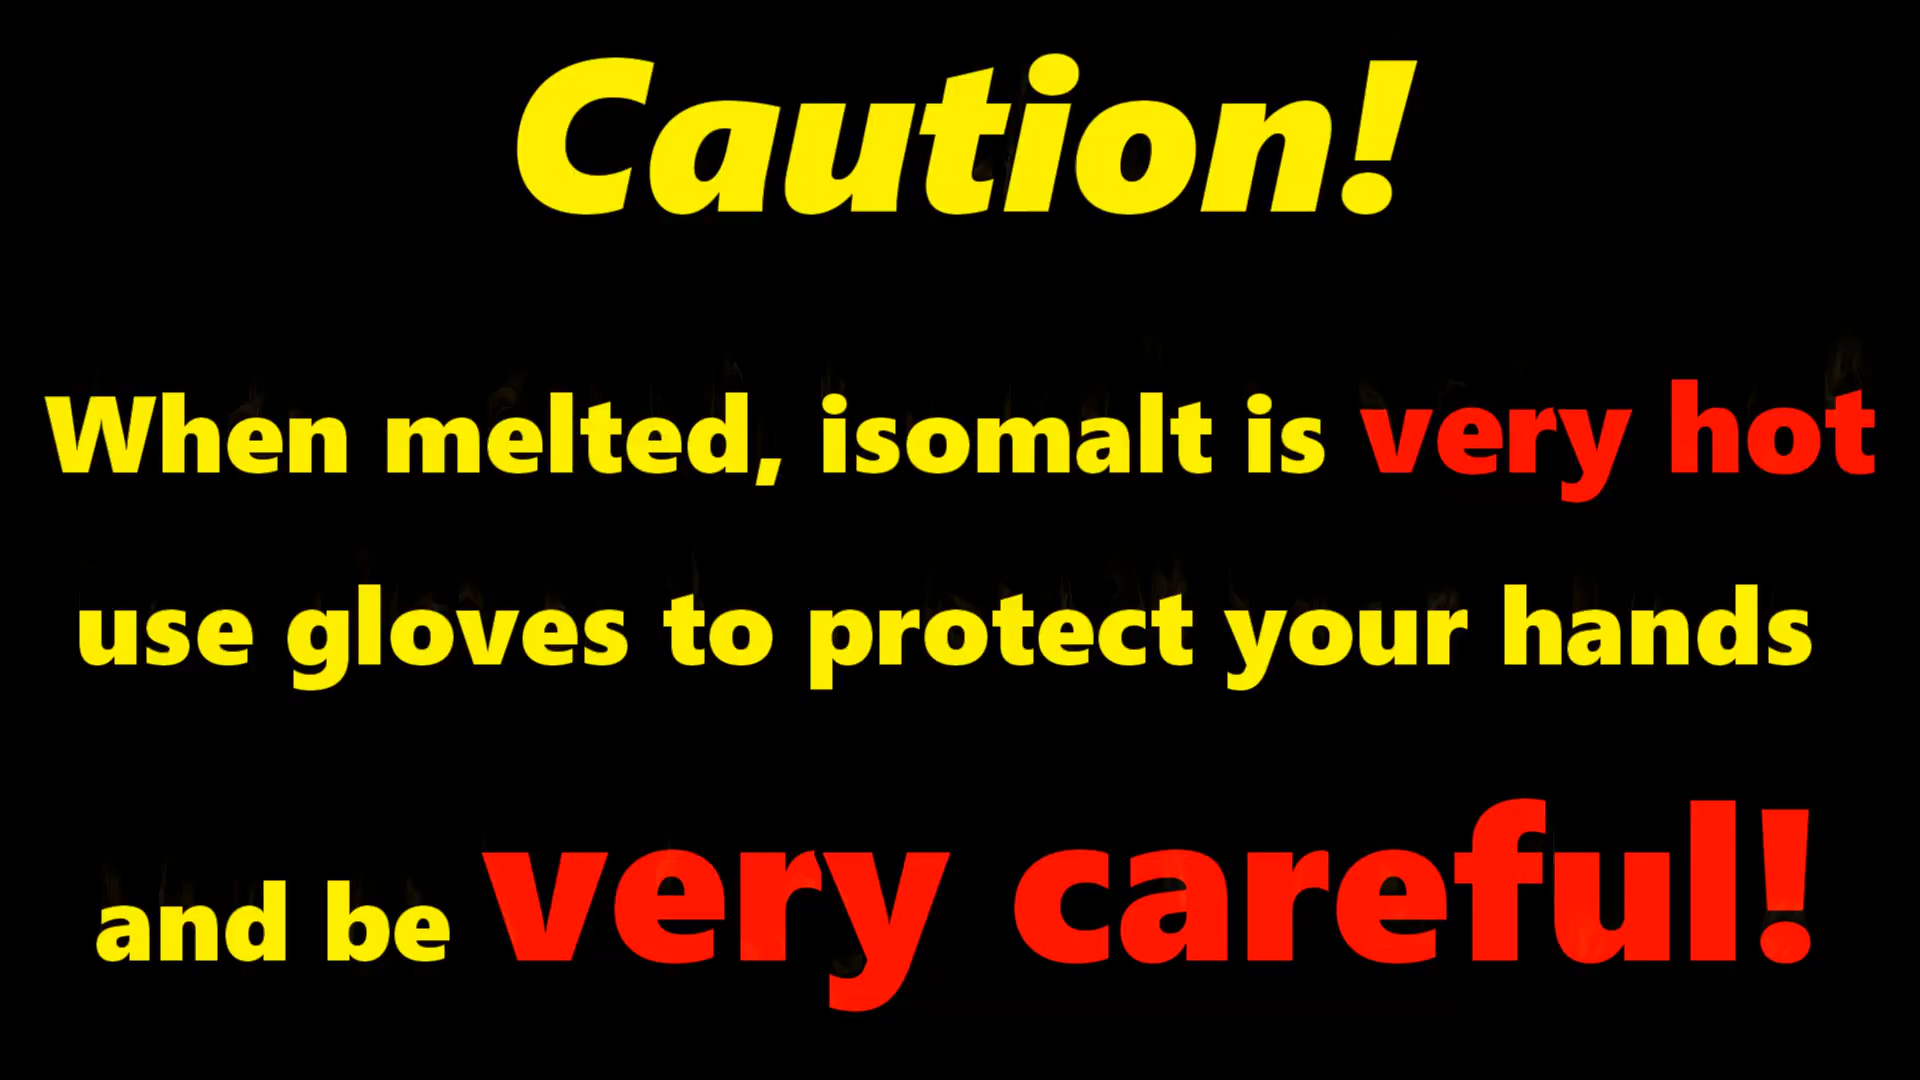 Caution!
When melted, isomalt is very hot
use gloves to protect your hands
and be very careful!